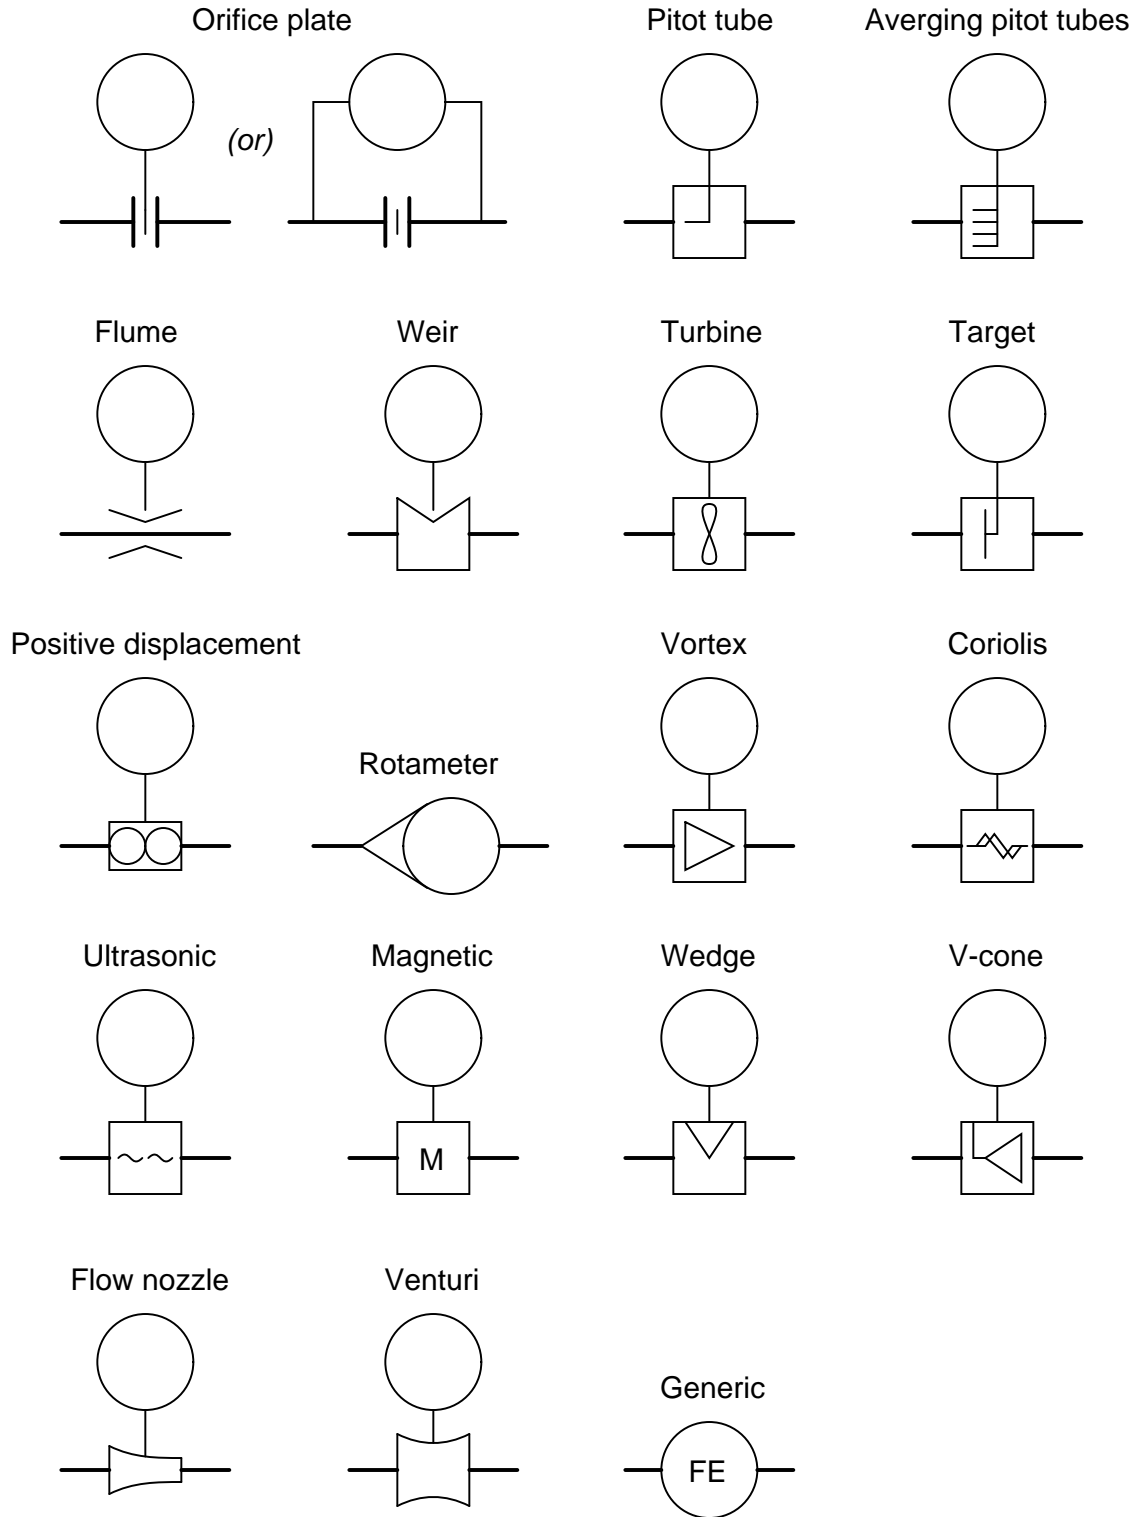 Orifice plate
Pitot tube
Averging pitot tubes
(or)
Flume
Weir
Turbine
Target
Positive displacement
Vortex
Coriolis
Rotameter
Ultrasonic
Magnetic
Wedge
V-cone
M
Flow nozzle
Venturi
Generic
FE